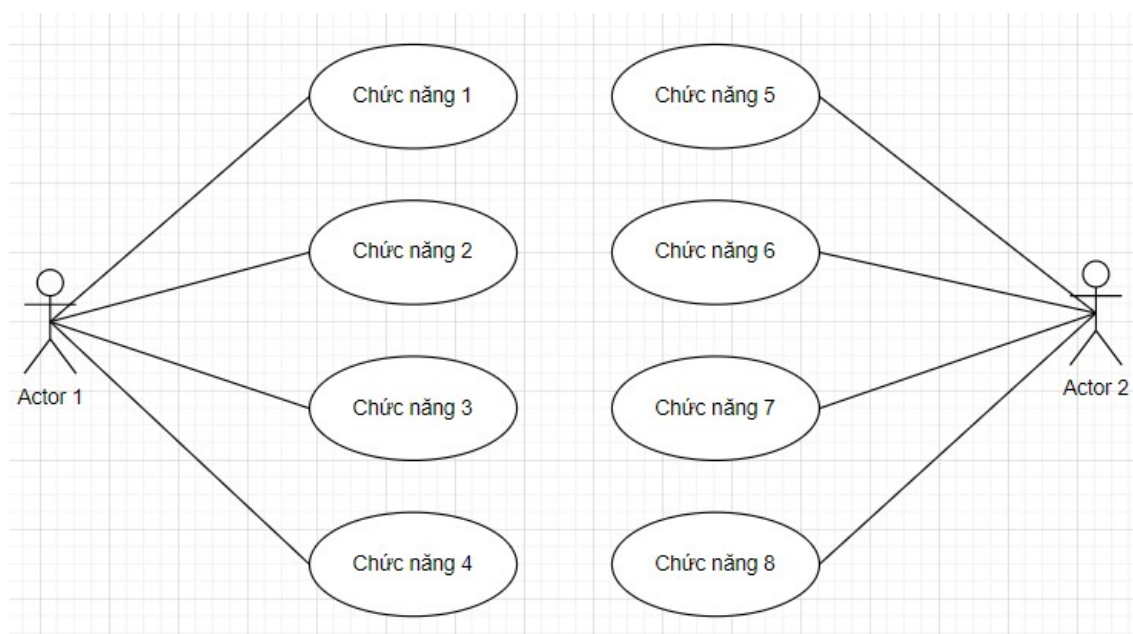 Chức năng 1
Chức năng 5
Chức năng 2
Chức năng 6
Actor 1
Actor 2
Chức năng 3
Chức năng 7
Chức năng 4
Chức năng 8